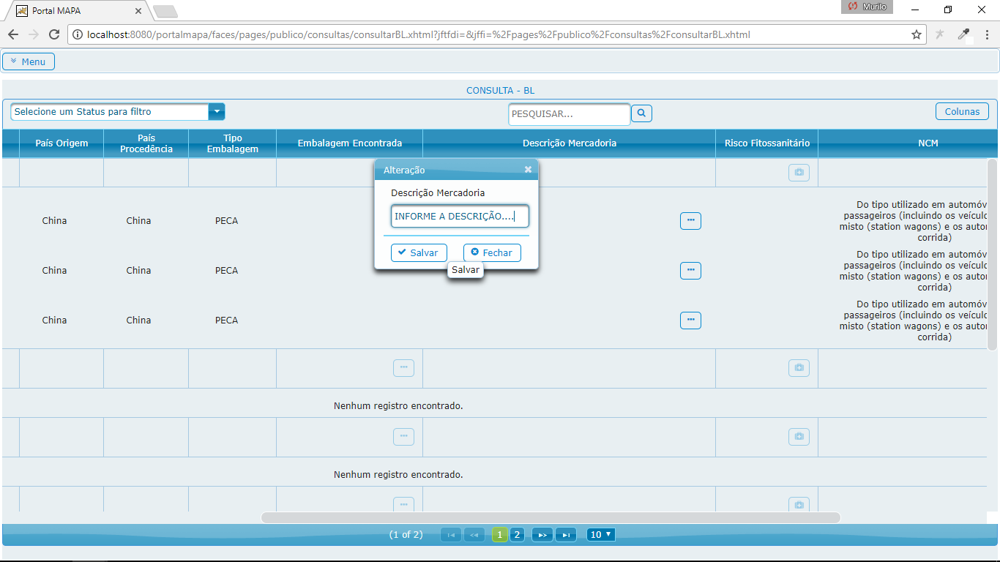 Portal MAPA
Murilo
localhost:8080/portalmapa/faces/pages/publico/consultas/consultarBL.xhtml?jftfdi=&jffi=%2Fpages%2Fpublico%2Fconsultas%2FconsultarBL.xhtml
Menu
CONSULTA - BL
Selecione um Status para filtro
PESQUISAR...
Colunas
País Origem
País Procedência
Tipo Embalagem
Embalagem Encontrada
Descrição Mercadoria
Risco Fitossanitário
NCM
Alteração
Descrição Mercadoria
INFORME A DESCRIÇÃO....
Salvar
Fechar
Salvar
China
China
PECA
Do tipo utilizado em automóv
passageiros (incluindo os veícul
misto (station wagons) e os autor
corrida)
China
China
PECA
Do tipo utilizado em automóv
passageiros (incluindo os veícul
misto (station wagons) e os autor
corrida)
China
China
PECA
Do tipo utilizado em automóv
passageiros (incluindo os veícul
misto (station wagons) e os autor
corrida)
Nenhum registro encontrado.
Nenhum registro encontrado.
(1 of 2)
1
2
10